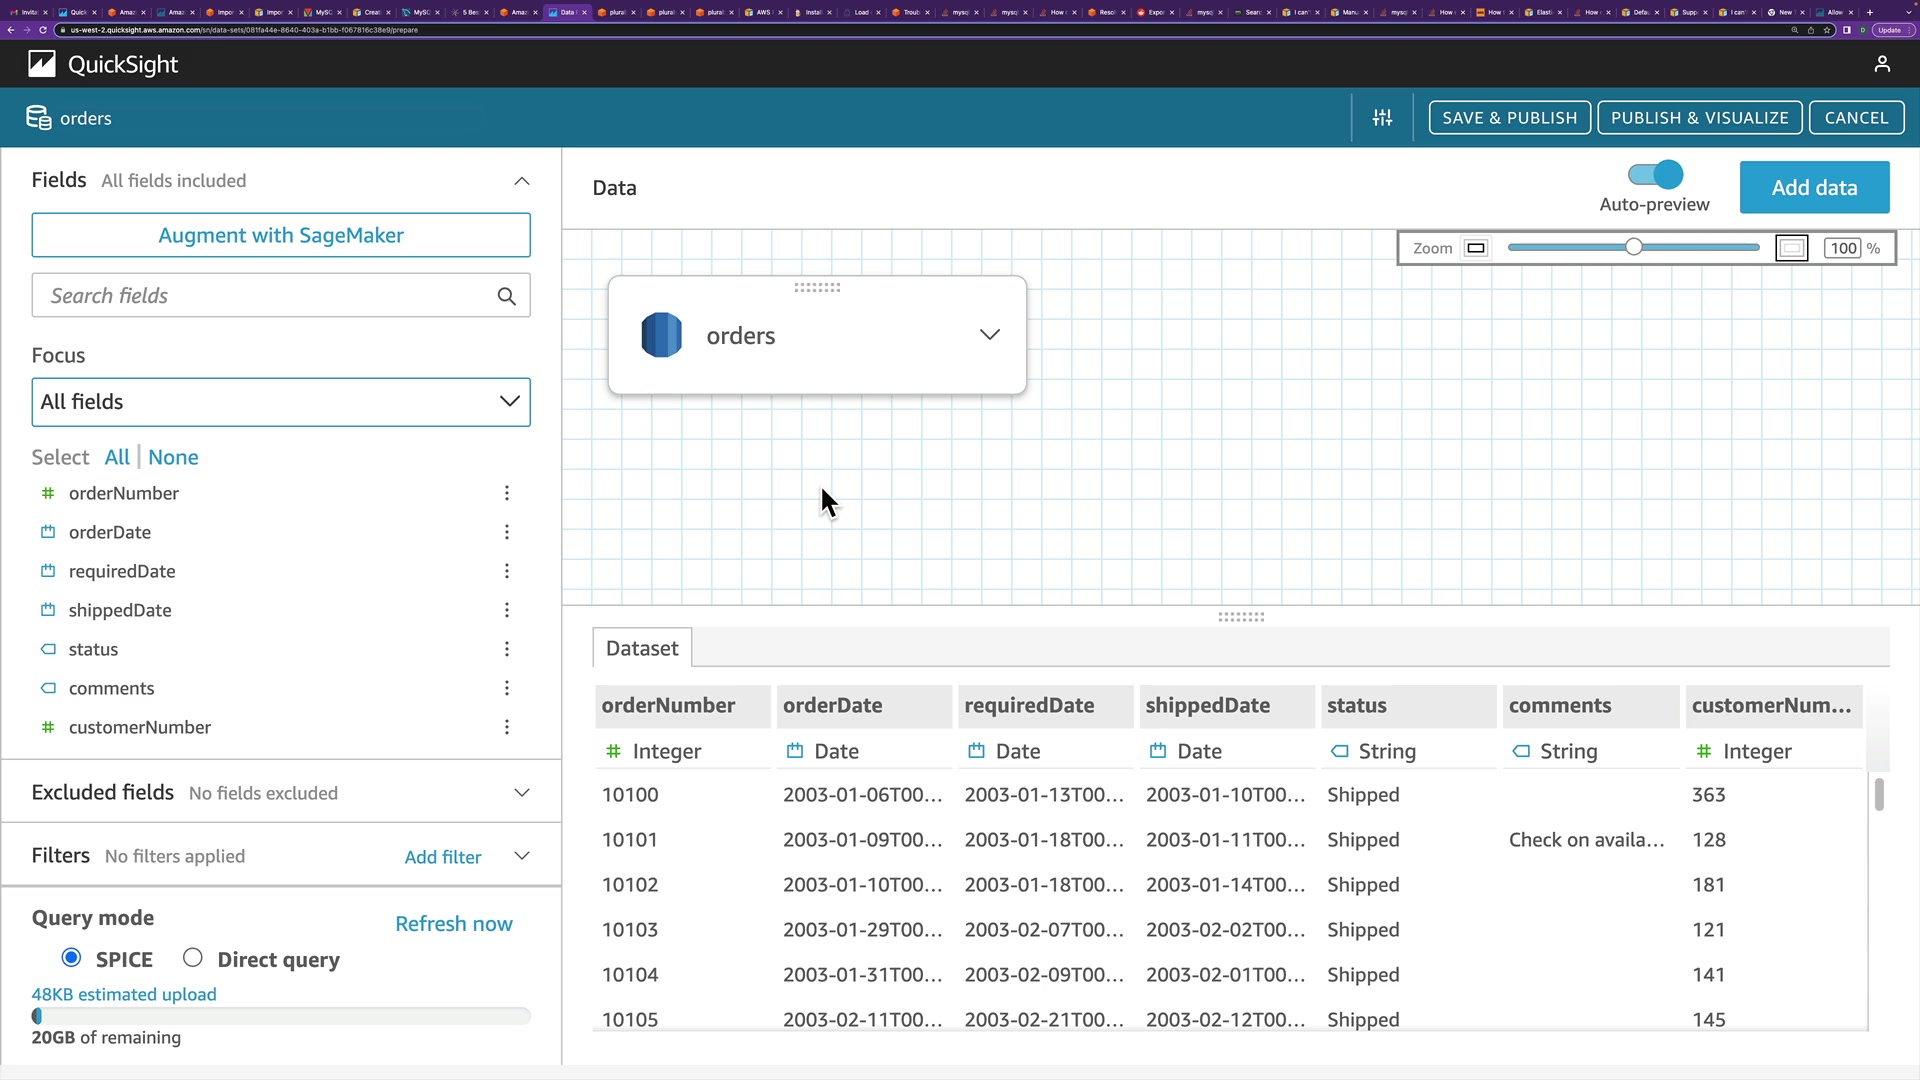 us-west-2.quicksight.aws.amazon.com/sn/data-sets/081fa44e-8640-403a-b1bb-f067816c38e9/prepare
Update
QuickSight
orders
SAVE & PUBLISH
PUBLISH & VISUALIZE
CANCEL
Fields All fields included
Augment with SageMaker
Search fields
Focus
All fields
Select All | None
orderNumber
orderDate
requiredDate
shippedDate
status
comments
customerNumber
Excluded fields No fields excluded
Filters No filters applied Add filter
Query mode Refresh now
SPICE Direct query
48KB estimated upload
20GB of remaining
Data
Auto-preview
Add data
Zoom 100 %
orders
Dataset
orderNumber orderDate requiredDate shippedDate status comments customerNum...
# Integer Date Date Date String String # Integer
10100 2003-01-06T00... 2003-01-13T00... 2003-01-10T00... Shipped 363
10101 2003-01-09T00... 2003-01-18T00... 2003-01-11T00... Shipped Check on availa... 128
10102 2003-01-10T00... 2003-01-18T00... 2003-01-14T00... Shipped 181
10103 2003-01-29T00... 2003-02-07T00... 2003-02-02T00... Shipped 121
10104 2003-01-31T00... 2003-02-09T00... 2003-02-01T00... Shipped 141
10105 2003-02-11T00... 2003-02-21T00... 2003-02-12T00... Shipped 145